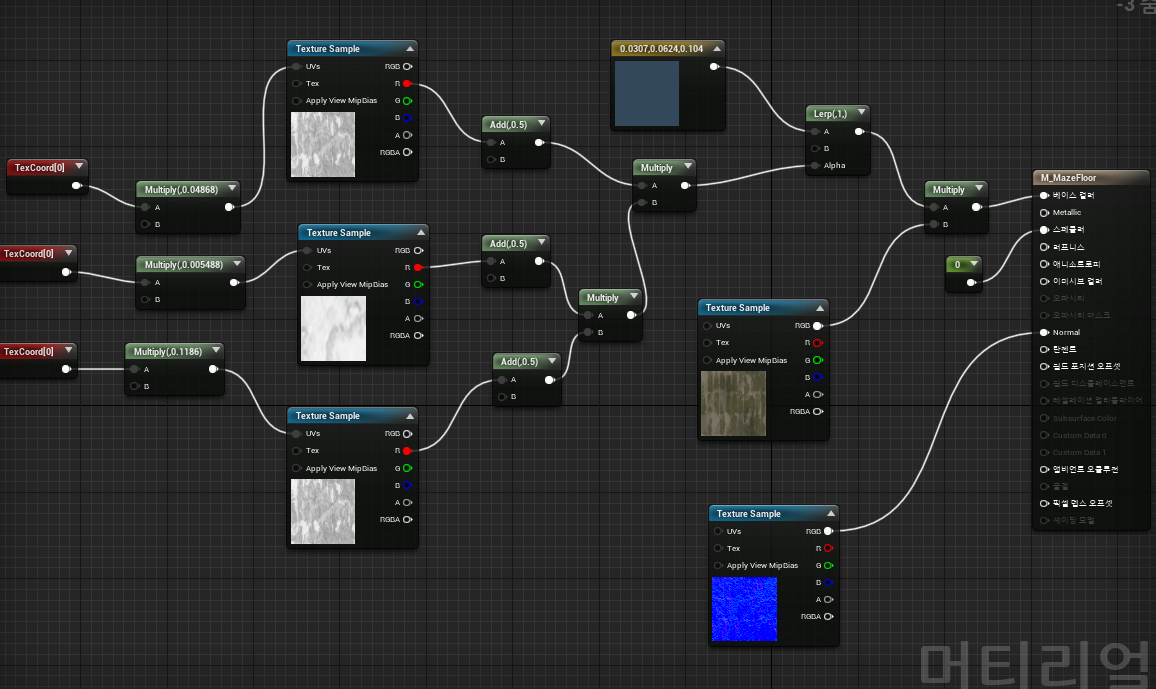 -3
Texture Sample
UVs RGB
Tex R
Apply View MipBias G
B
A
RGBA
0.0307,0.0624,0.104
Lerp(,1,)
A
B
Alpha
Add(,0.5)
A
B
TexCoord[0]
Multiply(,0.04868)
A
B
Multiply
A
B
Multiply
A
B
M_MazeFloor
베이스 컬러
Metallic
스페큘러
러프니스
애니소트로피
이미시브 컬러
오파시티
오파시티 마스크
Normal
탄젠트
월드 포지션 오프셋
월드 디스플레이스먼트
테셀레이션 멀티플라이어
Subsurface Color
Custom Data 0
Custom Data 1
앰비언트 오클루전
굴절
픽셀 뎁스 오프셋
셰이딩 모델
0
Texture Sample
UVs RGB
Tex R
Apply View MipBias G
B
A
RGBA
Add(,0.5)
A
B
TexCoord[0]
Multiply(,0.005488)
A
B
Multiply
A
B
Texture Sample
UVs RGB
Tex R
Apply View MipBias G
B
A
RGBA
TexCoord[0]
Multiply(,0.1186)
A
B
Add(,0.5)
A
B
Texture Sample
UVs RGB
Tex R
Apply View MipBias G
B
A
RGBA
Texture Sample
UVs RGB
Tex R
Apply View MipBias G
B
A
RGBA
머티리얼